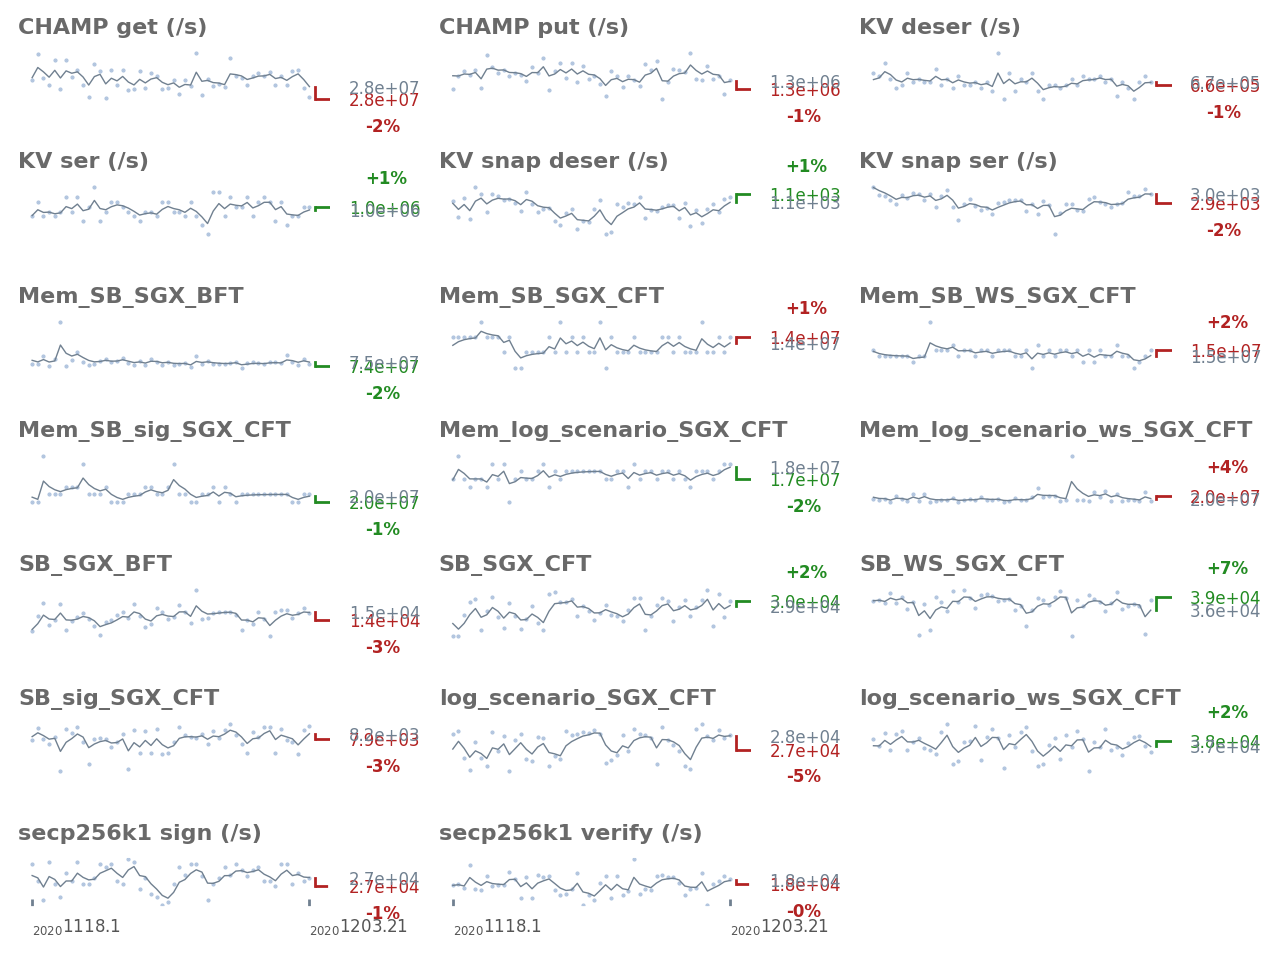 CHAMP get (/s)
2.8e+07
2.8e+07
-2%
CHAMP put (/s)
1.3e+06
1.3e+06
-1%
KV deser (/s)
6.7e+05
6.6e+05
-1%
KV ser (/s)
+1%
1.0e+06
1.0e+06
KV snap deser (/s)
+1%
1.1e+03
1.1e+03
KV snap ser (/s)
3.0e+03
2.9e+03
-2%
Mem_SB_SGX_BFT
7.5e+07
7.4e+07
-2%
Mem_SB_SGX_CFT
+1%
1.4e+07
1.4e+07
Mem_SB_WS_SGX_CFT
+2%
1.5e+07
1.5e+07
Mem_SB_sig_SGX_CFT
2.0e+07
2.0e+07
-1%
Mem_log_scenario_SGX_CFT
1.8e+07
1.7e+07
-2%
Mem_log_scenario_ws_SGX_CFT
+4%
2.0e+07
2.0e+07
SB_SGX_BFT
1.5e+04
1.4e+04
-3%
SB_SGX_CFT
+2%
3.0e+04
2.9e+04
SB_WS_SGX_CFT
+7%
3.9e+04
3.6e+04
SB_sig_SGX_CFT
8.2e+03
7.9e+03
-3%
log_scenario_SGX_CFT
2.8e+04
2.7e+04
-5%
log_scenario_ws_SGX_CFT
+2%
3.8e+04
3.7e+04
secp256k1 sign (/s)
2.7e+04
2.7e+04
-1%
2020 1118.1
2020 1203.21
secp256k1 verify (/s)
1.8e+04
1.8e+04
-0%
2020 1118.1
2020 1203.21